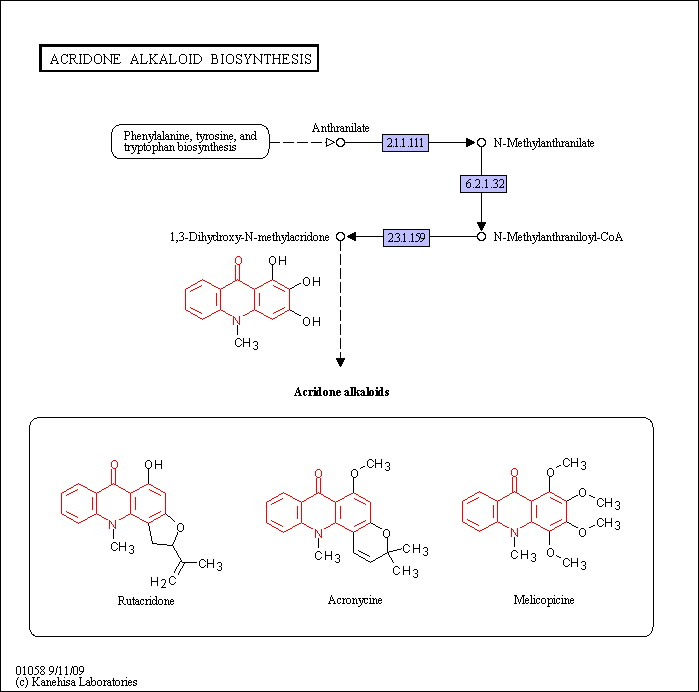 ACRIDONE ALKALOID BIOSYNTHESIS
Phenylalanine, tyrosine, and
tryptophan biosynthesis
Anthranilate
2.1.1.111
N-Methylanthranilate
6.2.1.32
1,3-Dihydroxy-N-methylacridone
2.3.1.159
N-Methylanthraniloyl-CoA
O
OH
OH
OH
N
CH3
Acridone alkaloids
O
OH
N
CH3
O
H2C
CH3
Rutacridone
O
O
CH3
N
CH3
O
CH3
CH3
Acronycine
O
O
CH3
O
CH3
O
CH3
O
CH3
N
CH3
Melicopicine
01058 9/11/09
(c) Kanehisa Laboratories